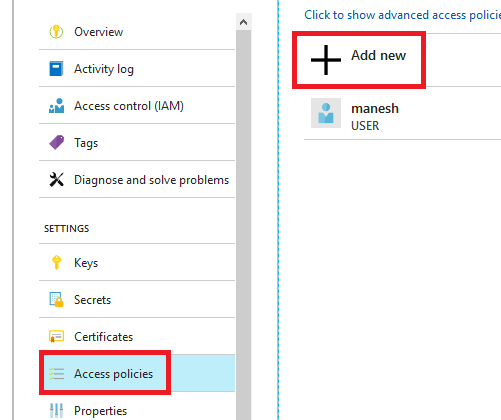 Overview
Activity log
Access control (IAM)
Tags
Diagnose and solve problems
SETTINGS
Keys
Secrets
Certificates
Access policies
Properties
Click to show advanced access policies
Add new
manesh
USER